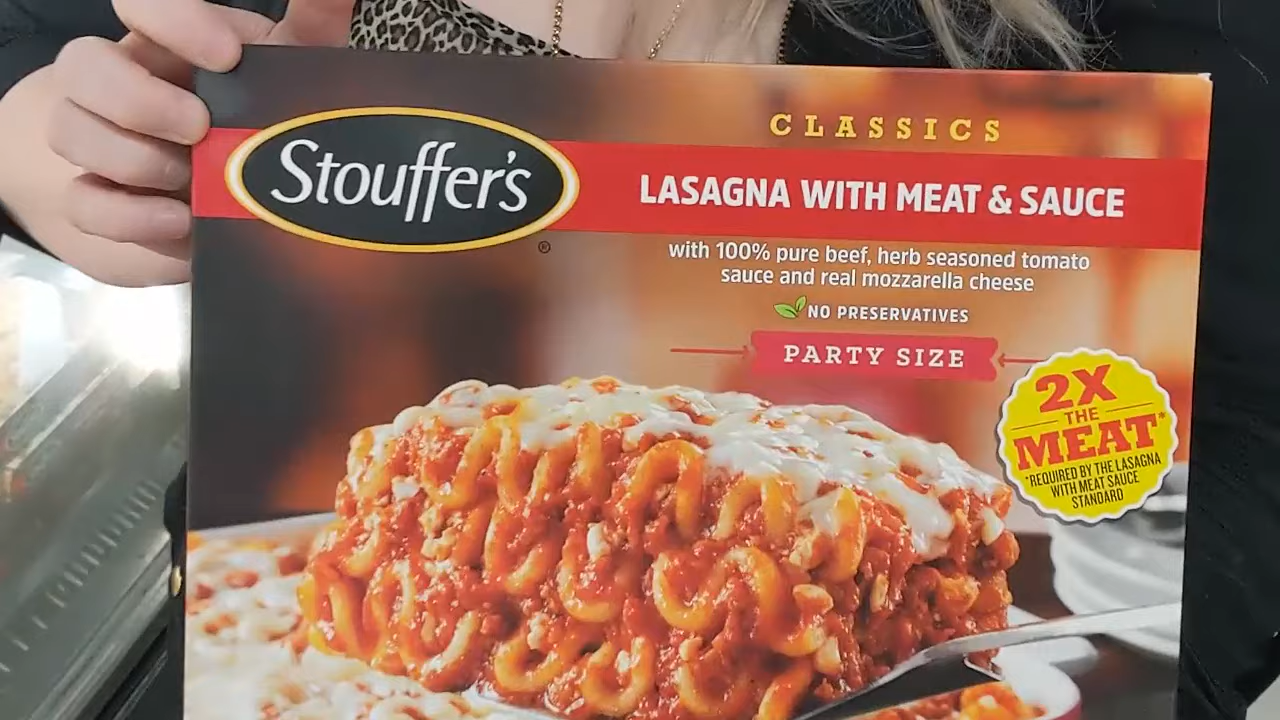 CLASSICS
Stouffer's
®
LASAGNA WITH MEAT & SAUCE
with 100% pure beef, herb seasoned tomato
sauce and real mozzarella cheese
NO PRESERVATIVES
PARTY SIZE
2X
THE
MEAT*
*REQUIRED BY THE LASAGNA
WITH MEAT SAUCE
STANDARD